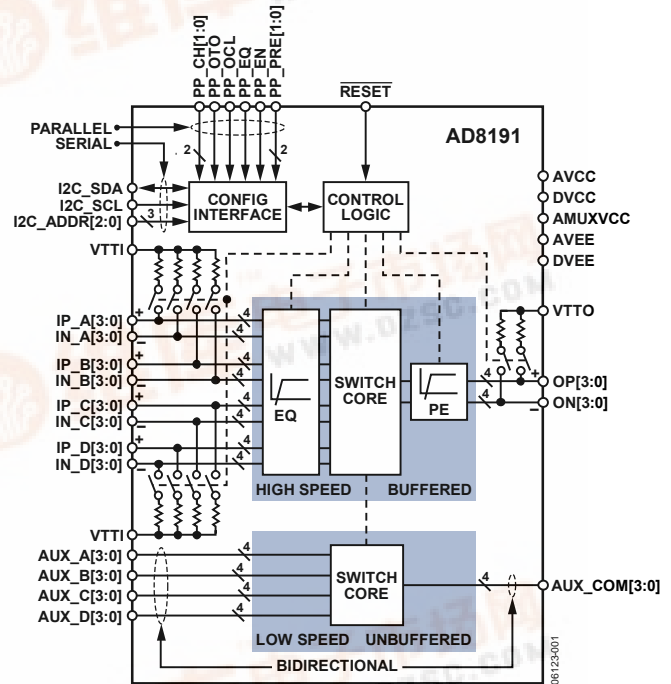 PP_CH[1:0]
PP_OTO
PP_OCL
PP_EQ
PP_EN
PP_PRE[1:0]
RESET
PARALLEL
SERIAL
AD8191
2
2
I2C_SDA
I2C_SCL
I2C_ADDR[2:0]
3
CONFIG
INTERFACE
CONTROL
LOGIC
AVCC
DVCC
AMUXVCC
AVEE
DVEE
VTTI
VTTO
+
IP_A[3:0]
4
IN_A[3:0]
–
4
+
IP_B[3:0]
4
IN_B[3:0]
–
4
+
IP_C[3:0]
4
IN_C[3:0]
–
4
+
IP_D[3:0]
4
IN_D[3:0]
–
4
EQ
SWITCH
CORE
PE
4
+
OP[3:0]
4
–
ON[3:0]
HIGH SPEED
BUFFERED
WWW.DZSC.COM
VTTI
AUX_A[3:0]
4
AUX_B[3:0]
4
AUX_C[3:0]
4
AUX_D[3:0]
4
SWITCH
CORE
4
AUX_COM[3:0]
LOW SPEED
UNBUFFERED
BIDIRECTIONAL
06123-001